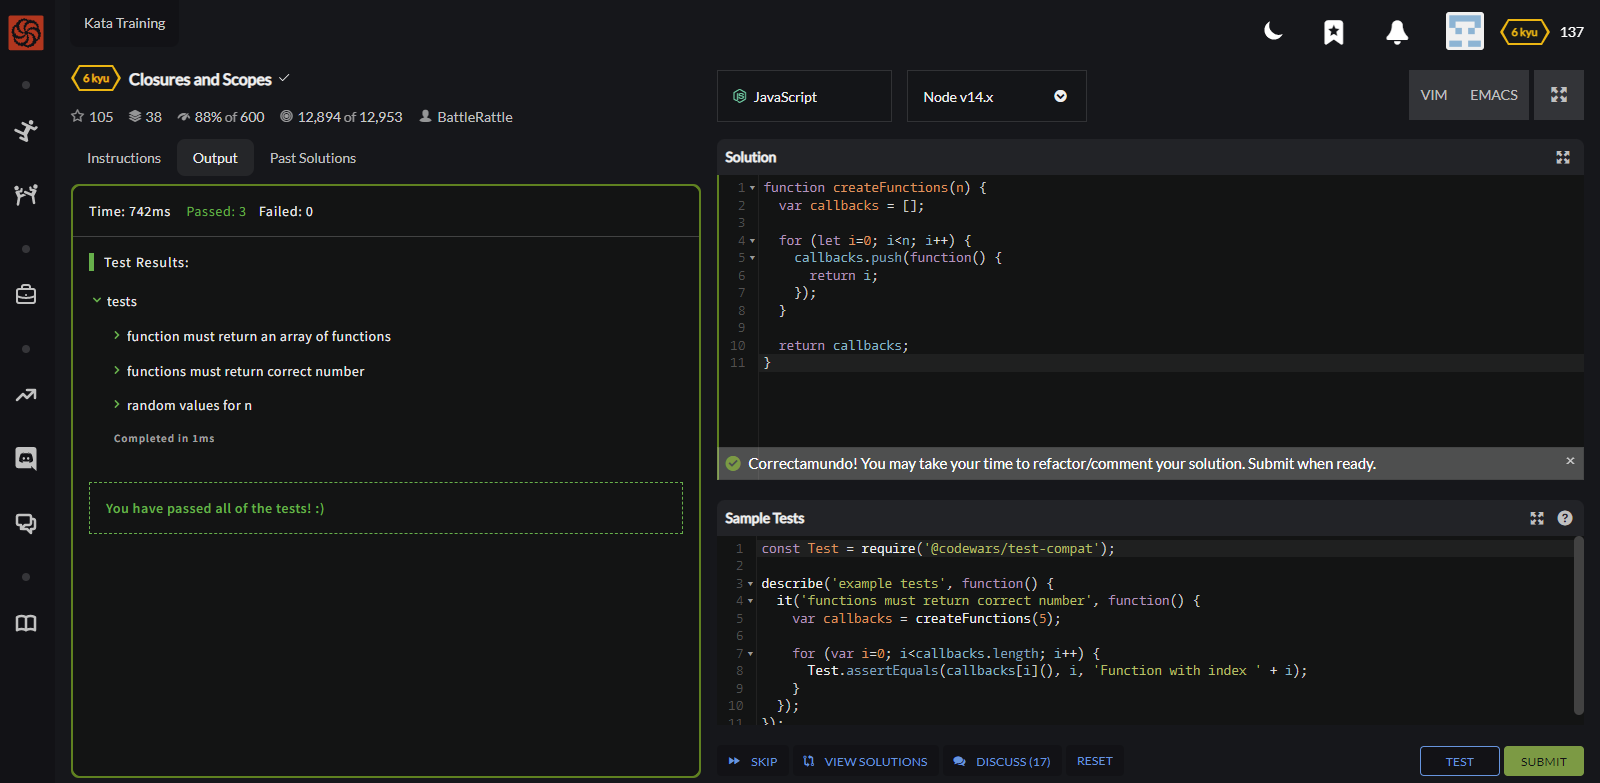 Kata Training
6 kyu
137
6 kyu Closures and Scopes
105 38 88% of 600 12,894 of 12,953 BattleRattle
Instructions Output Past Solutions
Time: 742ms Passed: 3 Failed: 0
Test Results:
tests
function must return an array of functions
functions must return correct number
random values for n
Completed in 1ms
You have passed all of the tests! :)
JavaScript
Node v14.x
VIM EMACS
Solution
1 function createFunctions(n) {
2 var callbacks = [];
3
4 for (let i=0; i<n; i++) {
5 callbacks.push(function() {
6 return i;
7 });
8 }
9
10 return callbacks;
11 }
Correctamundo! You may take your time to refactor/comment your solution. Submit when ready. ×
Sample Tests ?
1 const Test = require('@codewars/test-compat');
2
3 describe('example tests', function() {
4 it('functions must return correct number', function() {
5 var callbacks = createFunctions(5);
6
7 for (var i=0; i<callbacks.length; i++) {
8 Test.assertEquals(callbacks[i](), i, 'Function with index ' + i);
9 }
10 });
11 });
SKIP VIEW SOLUTIONS DISCUSS (17) RESET TEST SUBMIT